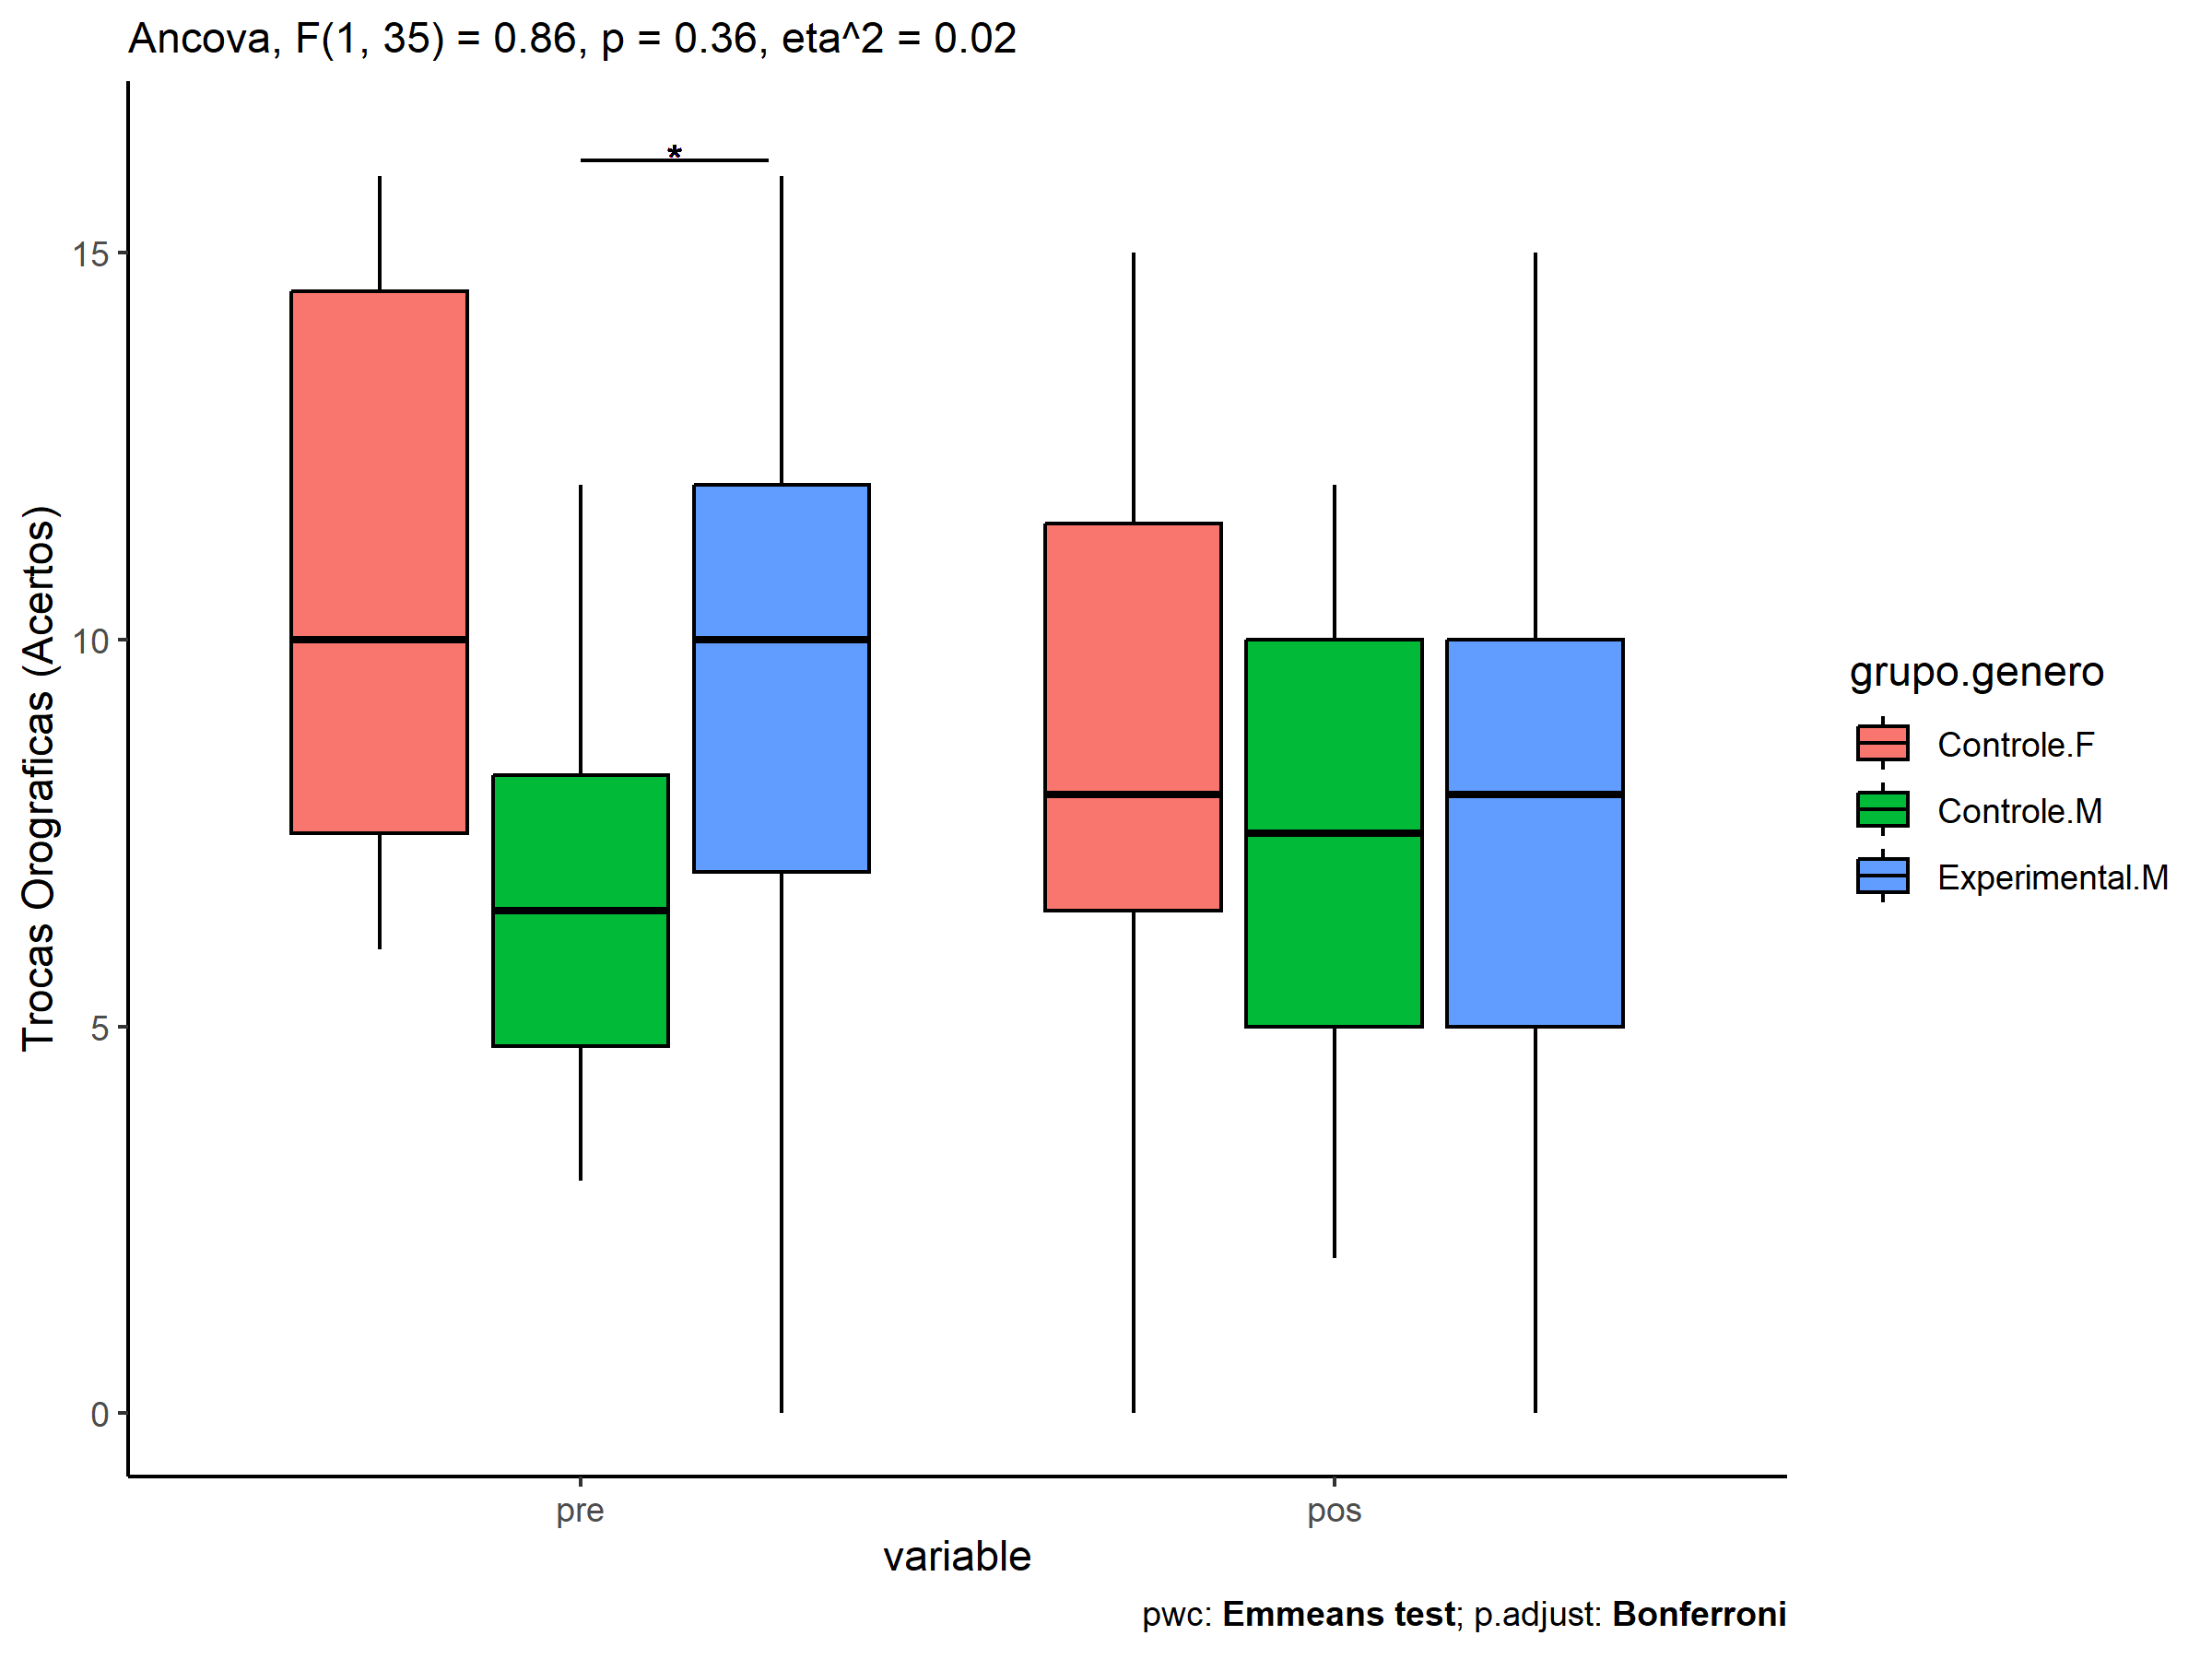 Ancova, F(1, 35) = 0.86, p = 0.36, eta^2 = 0.02
*
Trocas Orograficas (Acertos)
15
10
5
0
pre
pos
variable
grupo.genero
Controle.F
Controle.M
Experimental.M
pwc: Emmeans test; p.adjust: Bonferroni